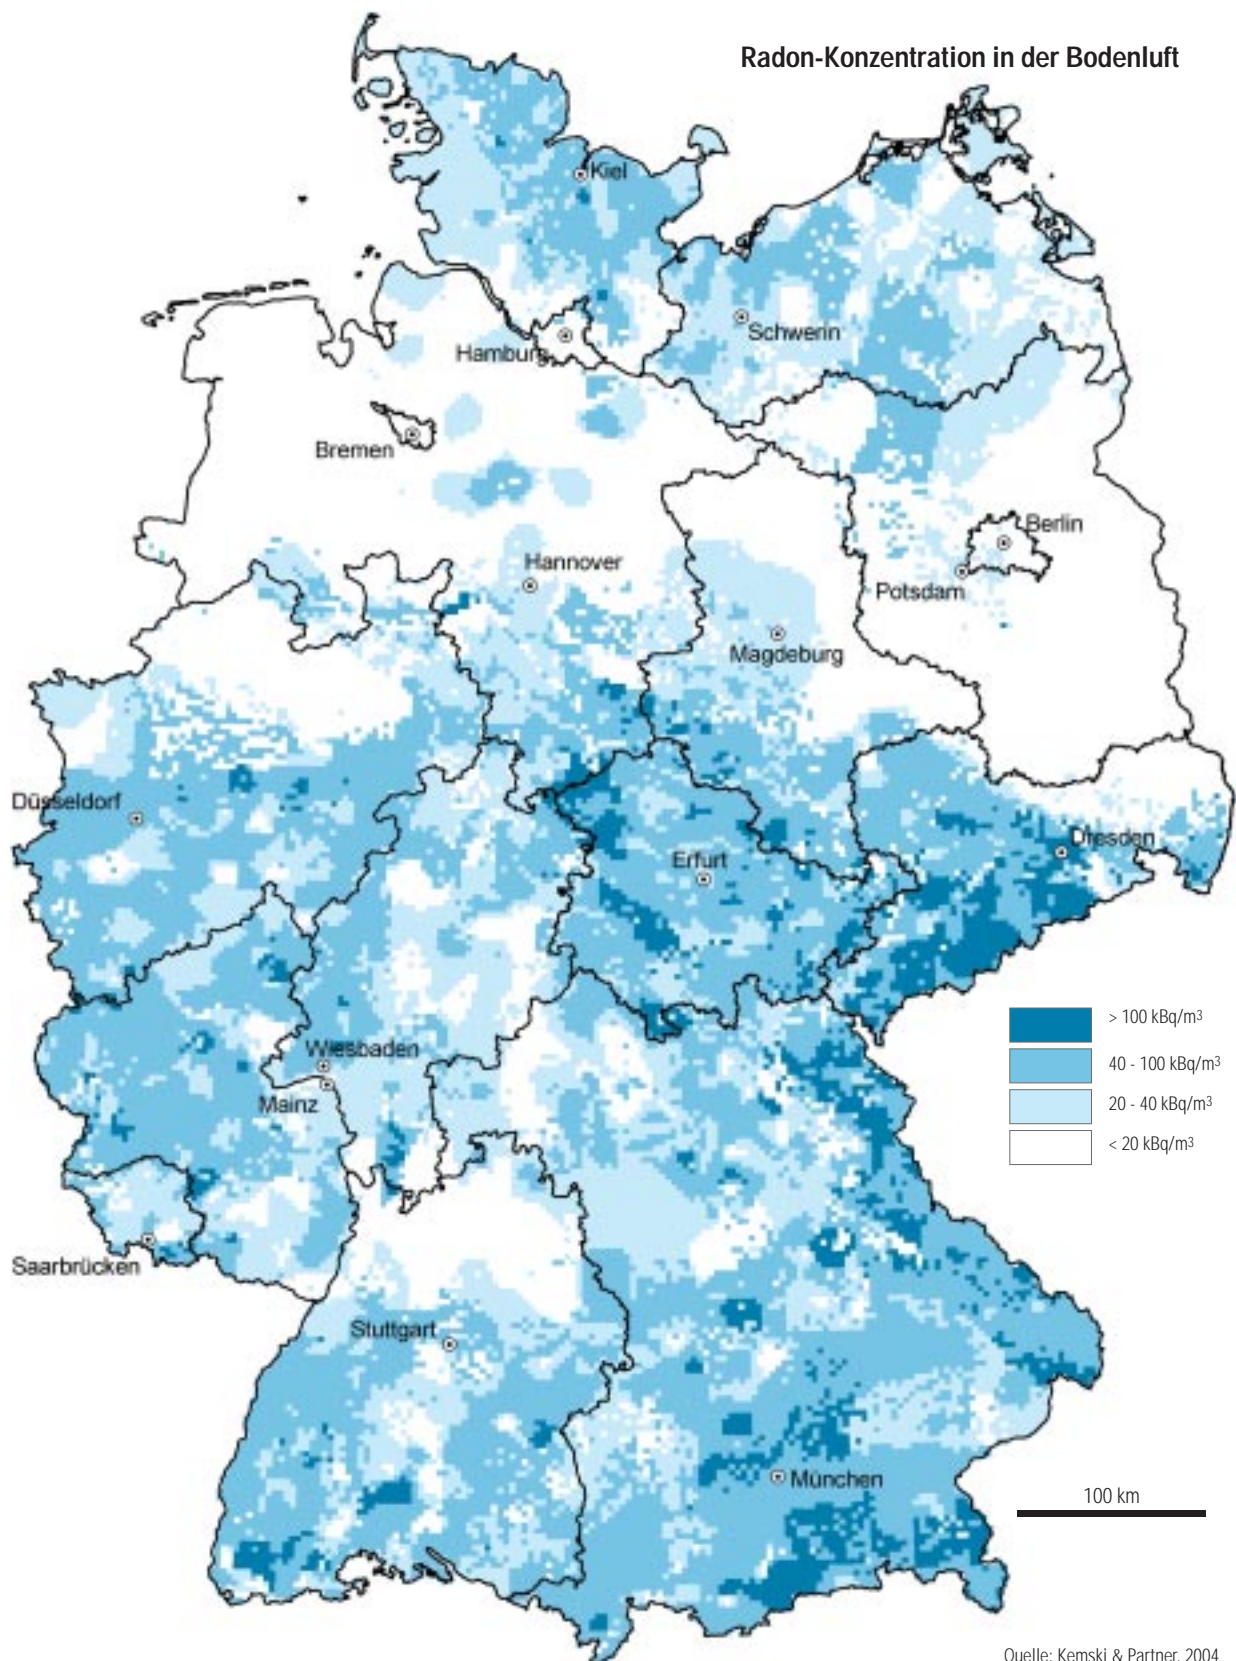 Radon-Konzentration in der Bodenluft
Kiel
Schwerin
Hamburg
Bremen
Berlin
Hannover
Potsdam
Magdeburg
Düsseldorf
Dresden
Erfurt
> 100 kBq/m³
Wiesbaden
40 - 100 kBq/m³
Mainz
20 - 40 kBq/m³
< 20 kBq/m³
Saarbrücken
Stuttgart
München
100 km
Quelle: Kemski & Partner, 2004